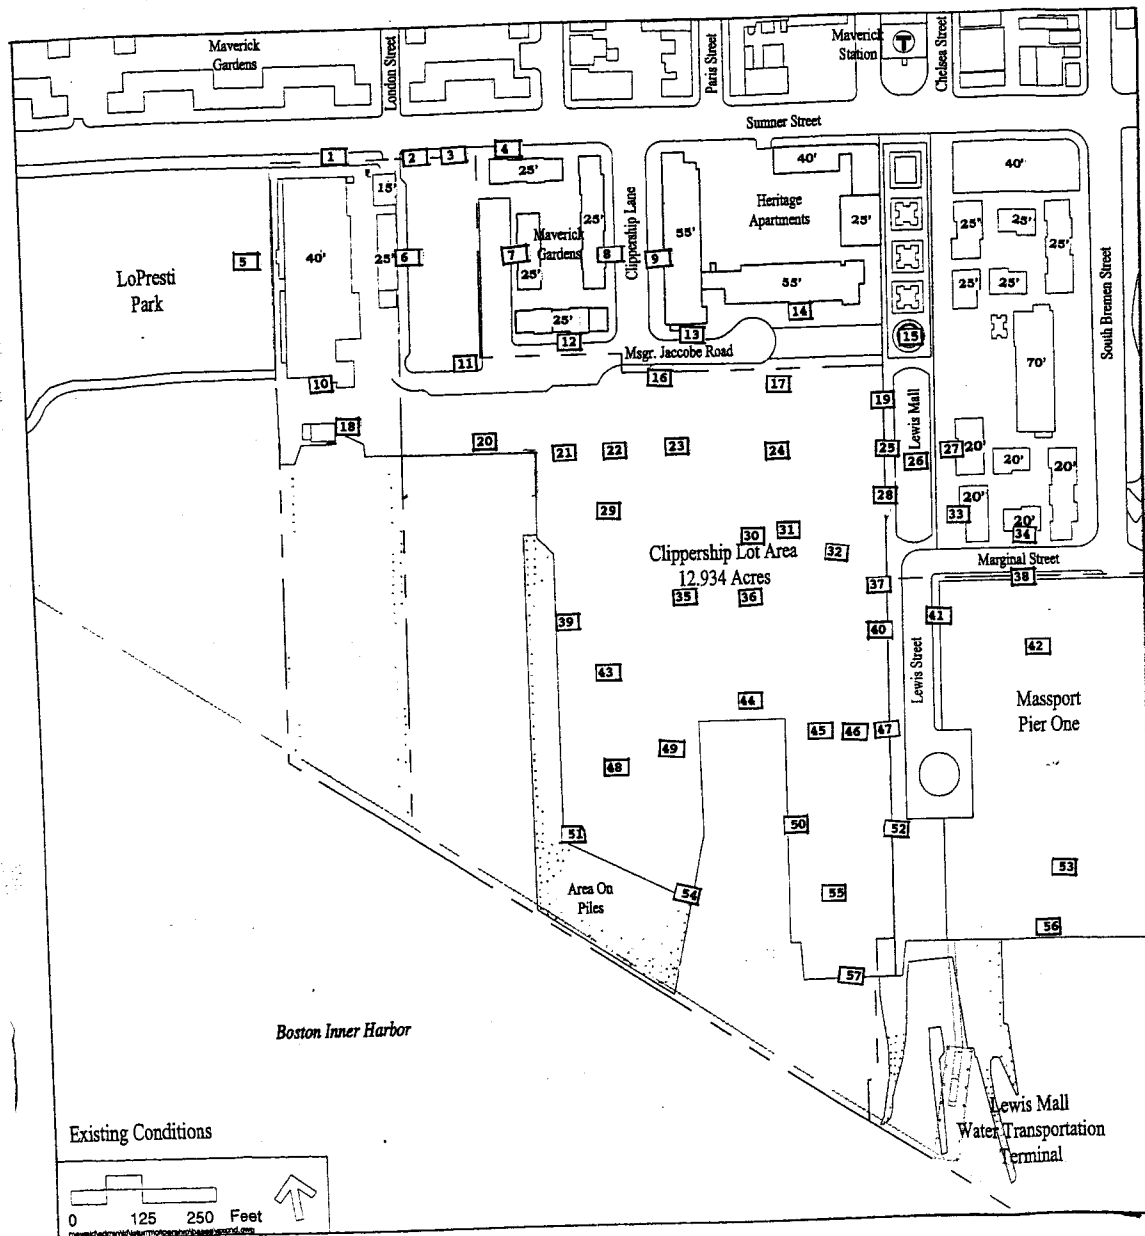 Maverick
Gardens
London Street
Paris Street
Maverick
Station
T
Chelsea Street
Sumner Street
1
2
3
4
25'
40'
40'
15'
5
40'
25'
6
7
Maverick
Gardens
25'
25'
8
Clippership Lane
9
55'
Heritage
Apartments
25'
25'
25'
25'
South Bremen Street
LoPresti
Park
55'
25'
25'
14
25'
12
13
15
11
Msgr. Jaccobe Road
70'
10
16
17
19
Lewis Mall
18
20
21
22
23
24
25
26
27
20'
20'
20'
28
20'
29
33
20'
30
31
34
32
Clippership Lot Area
12.934 Acres
Marginal Street
35
36
37
38
39
40
41
Lewis Street
42
43
44
Massport
Pier One
45
46
47
48
49
50
51
52
53
Area On
Piles
54
55
56
57
Boston Inner Harbor
Lewis Mall
Water Transportation
Terminal
Existing Conditions
0 125 250 Feet